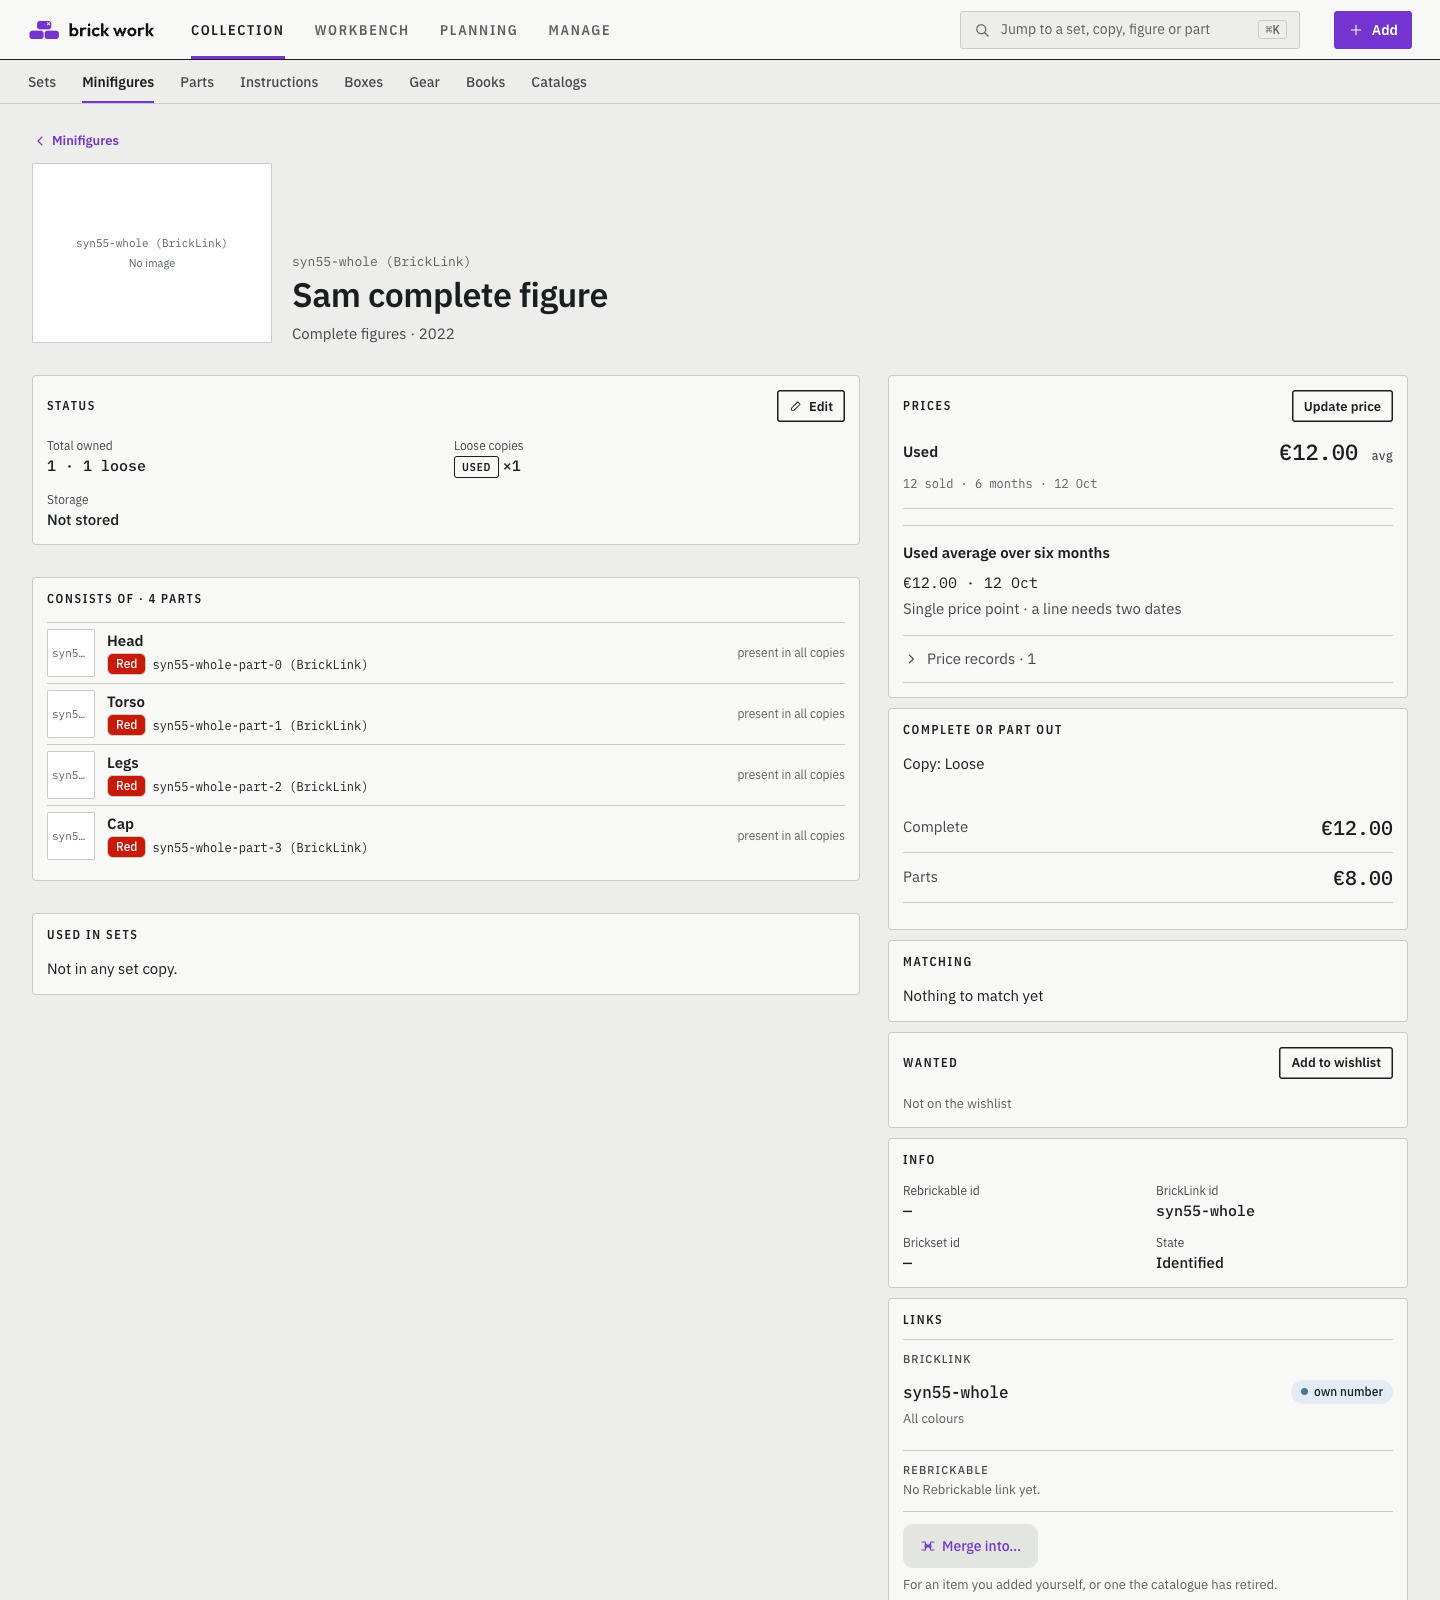 brick work
COLLECTION
WORKBENCH
PLANNING
MANAGE
Jump to a set, copy, figure or part
⌘K
+ Add
Sets
Minifigures
Parts
Instructions
Boxes
Gear
Books
Catalogs
Minifigures
syn55-whole (BrickLink)
No image
syn55-whole (BrickLink)
Sam complete figure
Complete figures · 2022
STATUS
Edit
Total owned
1 · 1 loose
Loose copies
USED ×1
Storage
Not stored
CONSISTS OF · 4 PARTS
syn5…
Head
Red syn55-whole-part-0 (BrickLink)
present in all copies
syn5…
Torso
Red syn55-whole-part-1 (BrickLink)
present in all copies
syn5…
Legs
Red syn55-whole-part-2 (BrickLink)
present in all copies
syn5…
Cap
Red syn55-whole-part-3 (BrickLink)
present in all copies
USED IN SETS
Not in any set copy.
PRICES
Update price
Used
€12.00 avg
12 sold · 6 months · 12 Oct
Used average over six months
€12.00 · 12 Oct
Single price point · a line needs two dates
Price records · 1
COMPLETE OR PART OUT
Copy: Loose
Complete
€12.00
Parts
€8.00
MATCHING
Nothing to match yet
WANTED
Add to wishlist
Not on the wishlist
INFO
Rebrickable id
—
BrickLink id
syn55-whole
Brickset id
—
State
Identified
LINKS
BRICKLINK
syn55-whole
own number
All colours
REBRICKABLE
No Rebrickable link yet.
Merge into…
For an item you added yourself, or one the catalogue has retired.